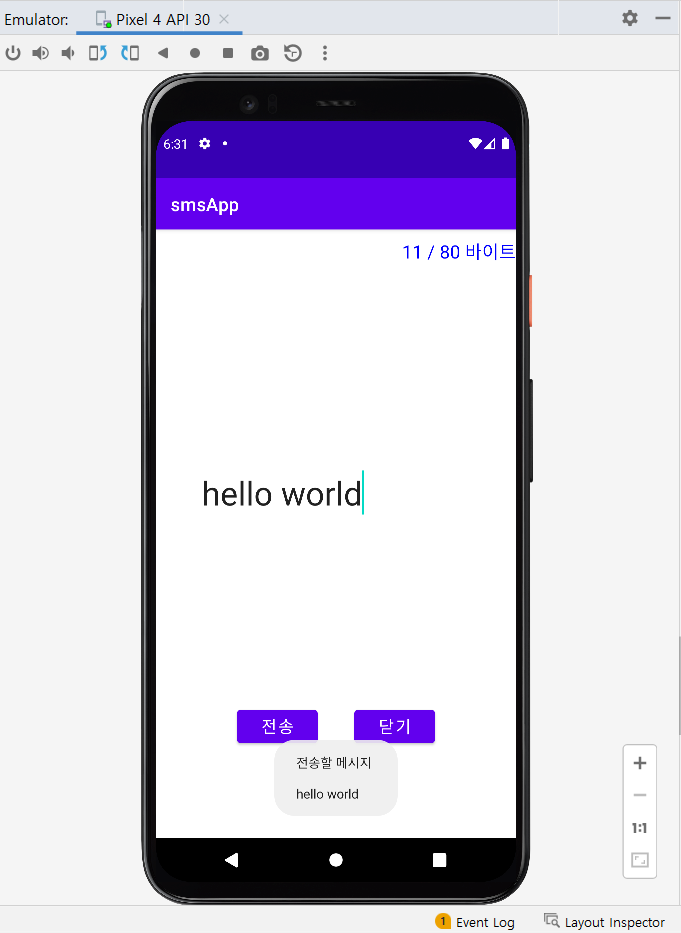 Emulator: Pixel 4 API 30
6:31
smsApp
11 / 80 바이트
hello world
전송 닫기
전송할 메시지
hello world
1:1
1 Event Log Layout Inspector